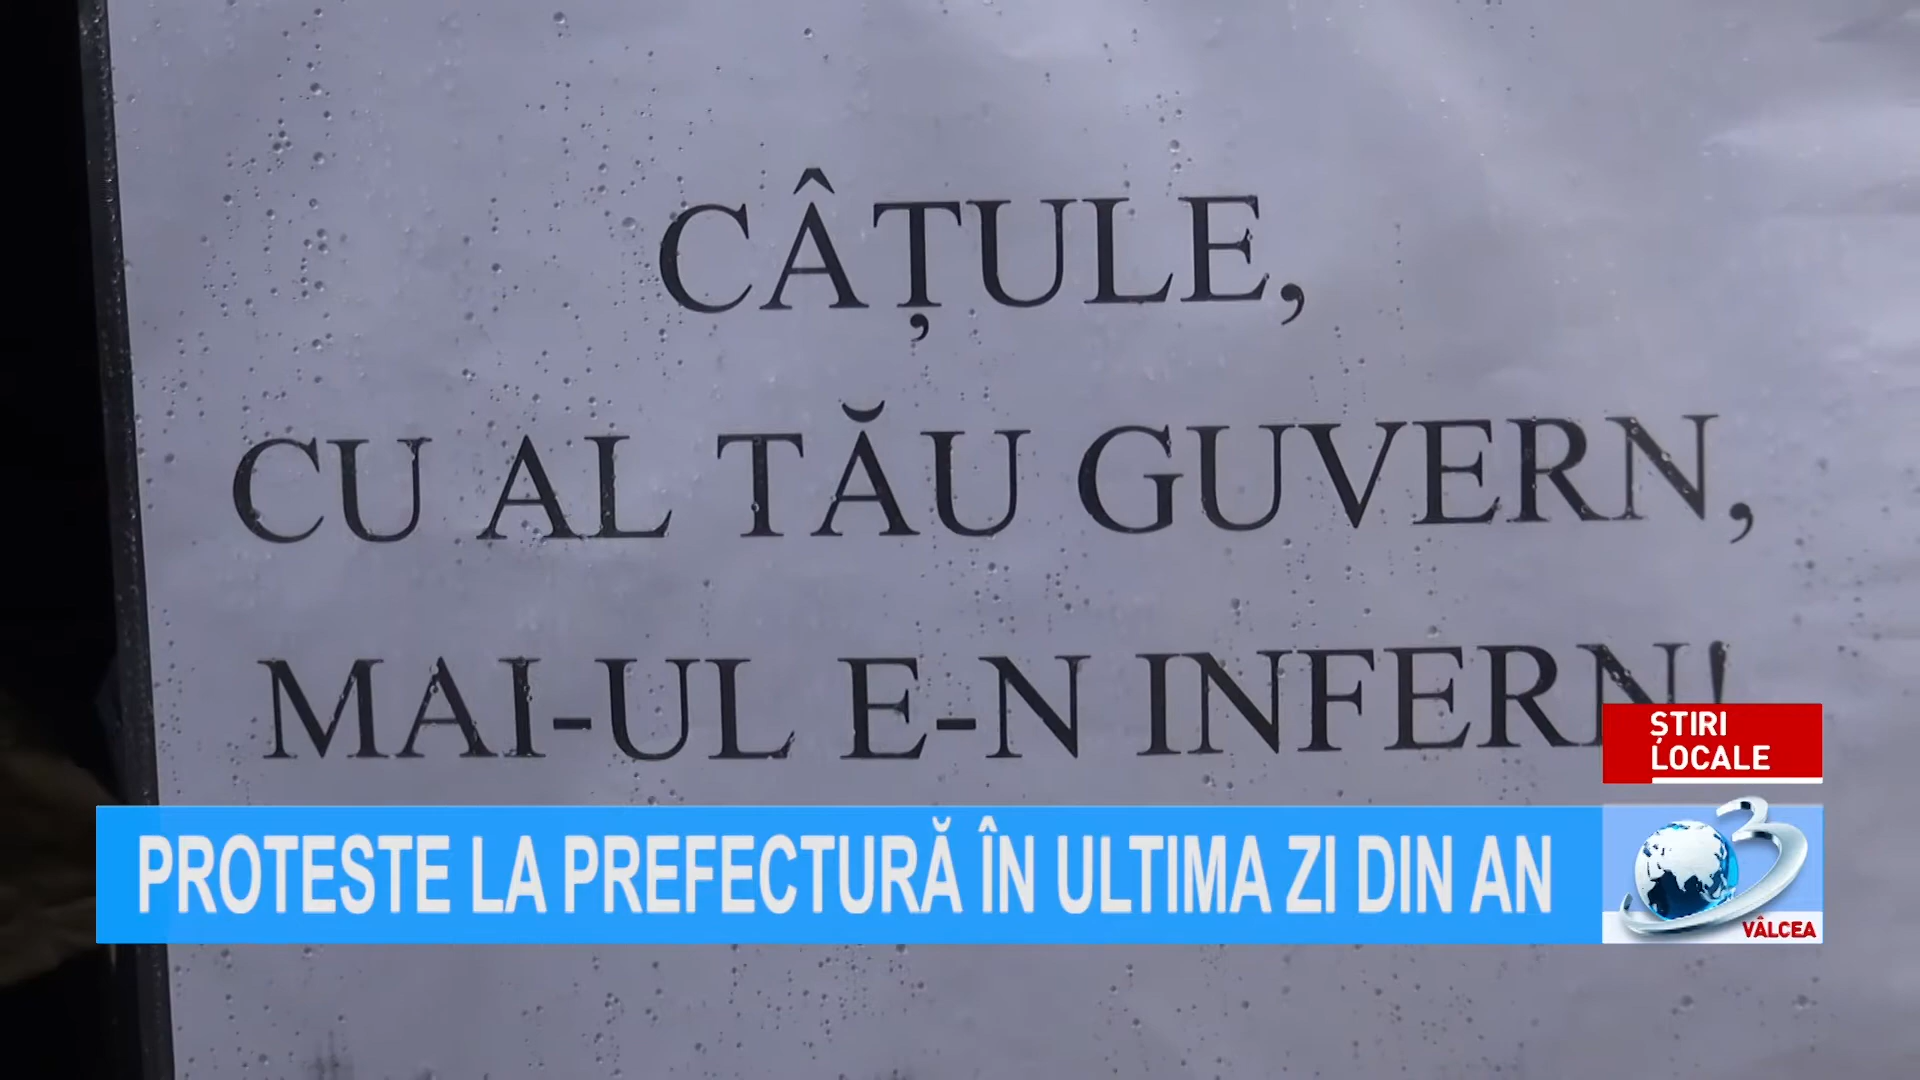 CÂȚULE,
CU AL TĂU GUVERN,
MAI-UL E-N INFERN!
ȘTIRI
LOCALE
PROTESTE LA PREFECTURĂ ÎN ULTIMA ZI DIN AN
3
VÂLCEA